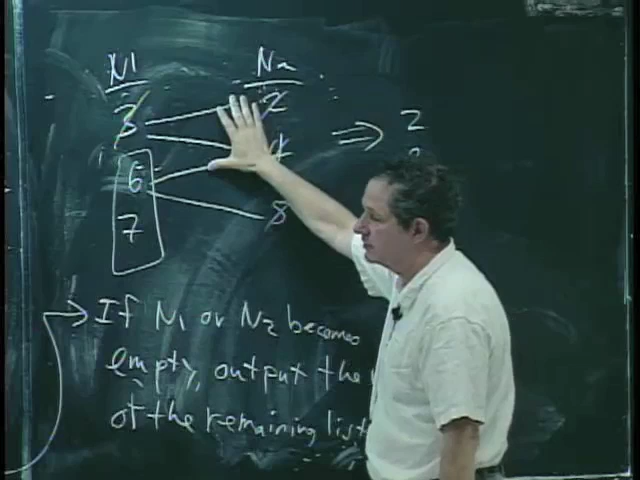 N1 N2
3 2 ⇒ 2
4
6
7 8
→ If N1 or N2 becomes
empty, output the
of the remaining list